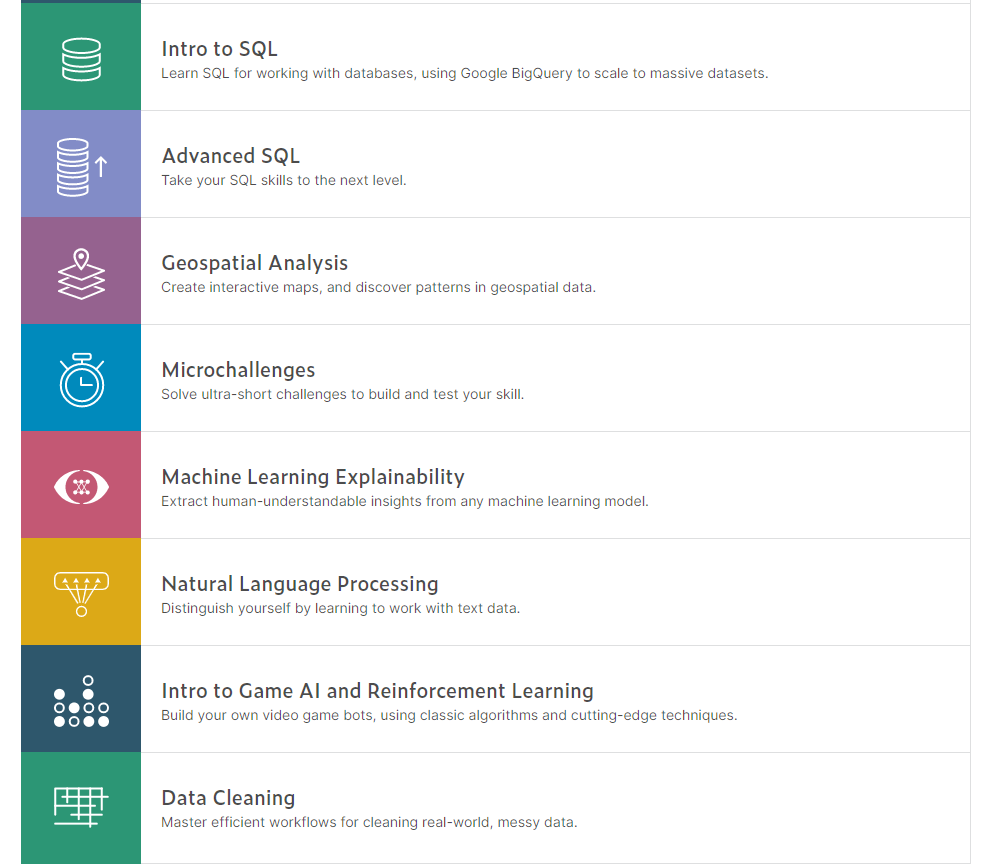 Intro to SQL
Learn SQL for working with databases, using Google BigQuery to scale to massive datasets.
Advanced SQL
Take your SQL skills to the next level.
Geospatial Analysis
Create interactive maps, and discover patterns in geospatial data.
Microchallenges
Solve ultra-short challenges to build and test your skill.
Machine Learning Explainability
Extract human-understandable insights from any machine learning model.
Natural Language Processing
Distinguish yourself by learning to work with text data.
Intro to Game AI and Reinforcement Learning
Build your own video game bots, using classic algorithms and cutting-edge techniques.
Data Cleaning
Master efficient workflows for cleaning real-world, messy data.